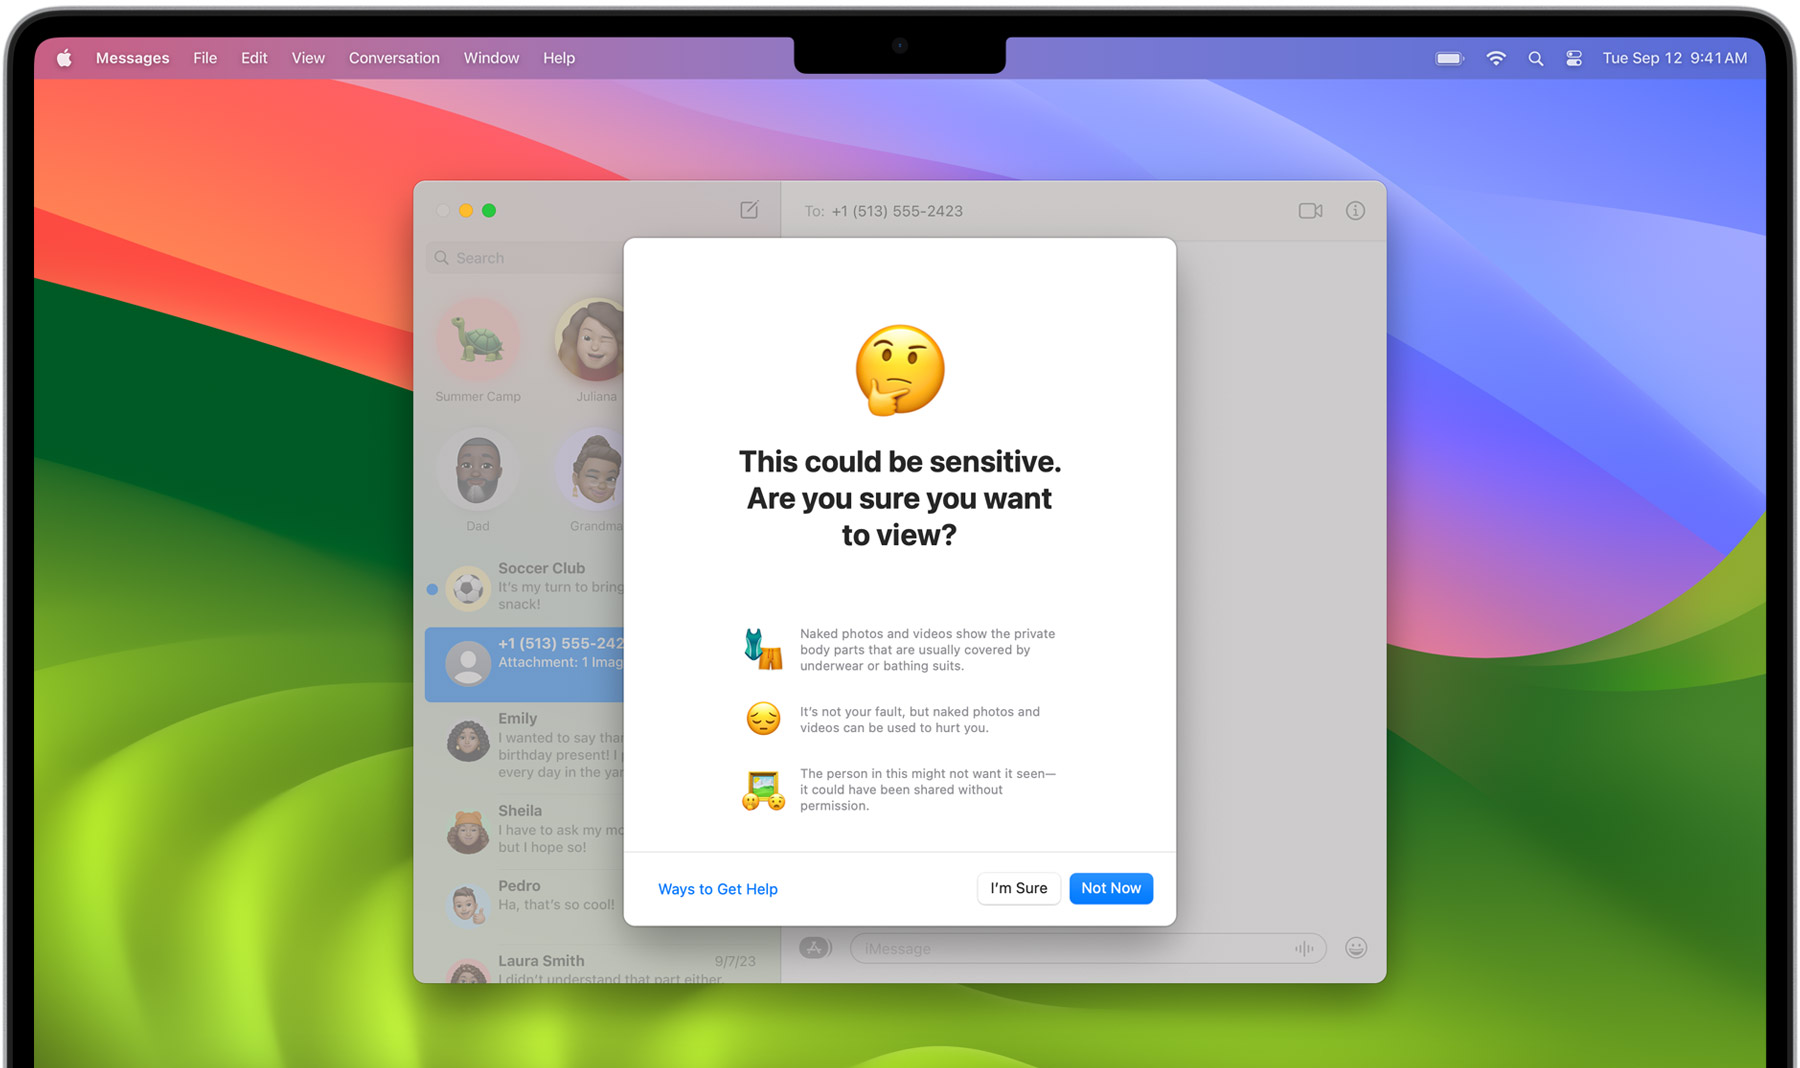 Messages File Edit View Conversation Window Help
Tue Sep 12 9:41 AM
To: +1 (513) 555-2423
Search
Summer Camp
Juliana
Dad
Grandma
Soccer Club
It's my turn to bring
snack!
+1 (513) 555-242
Attachment: 1 Imag
Emily
I wanted to say than
birthday present! I p
every day in the yar
Sheila
I have to ask my mo
but I hope so!
Pedro
Ha, that's so cool!
Laura Smith 9/7/23
I didn't understand that part either.
This could be sensitive.
Are you sure you want
to view?
Naked photos and videos show the private
body parts that are usually covered by
underwear or bathing suits.
It's not your fault, but naked photos and
videos can be used to hurt you.
The person in this might not want it seen—
it could have been shared without
permission.
Ways to Get Help
I'm Sure
Not Now
iMessage